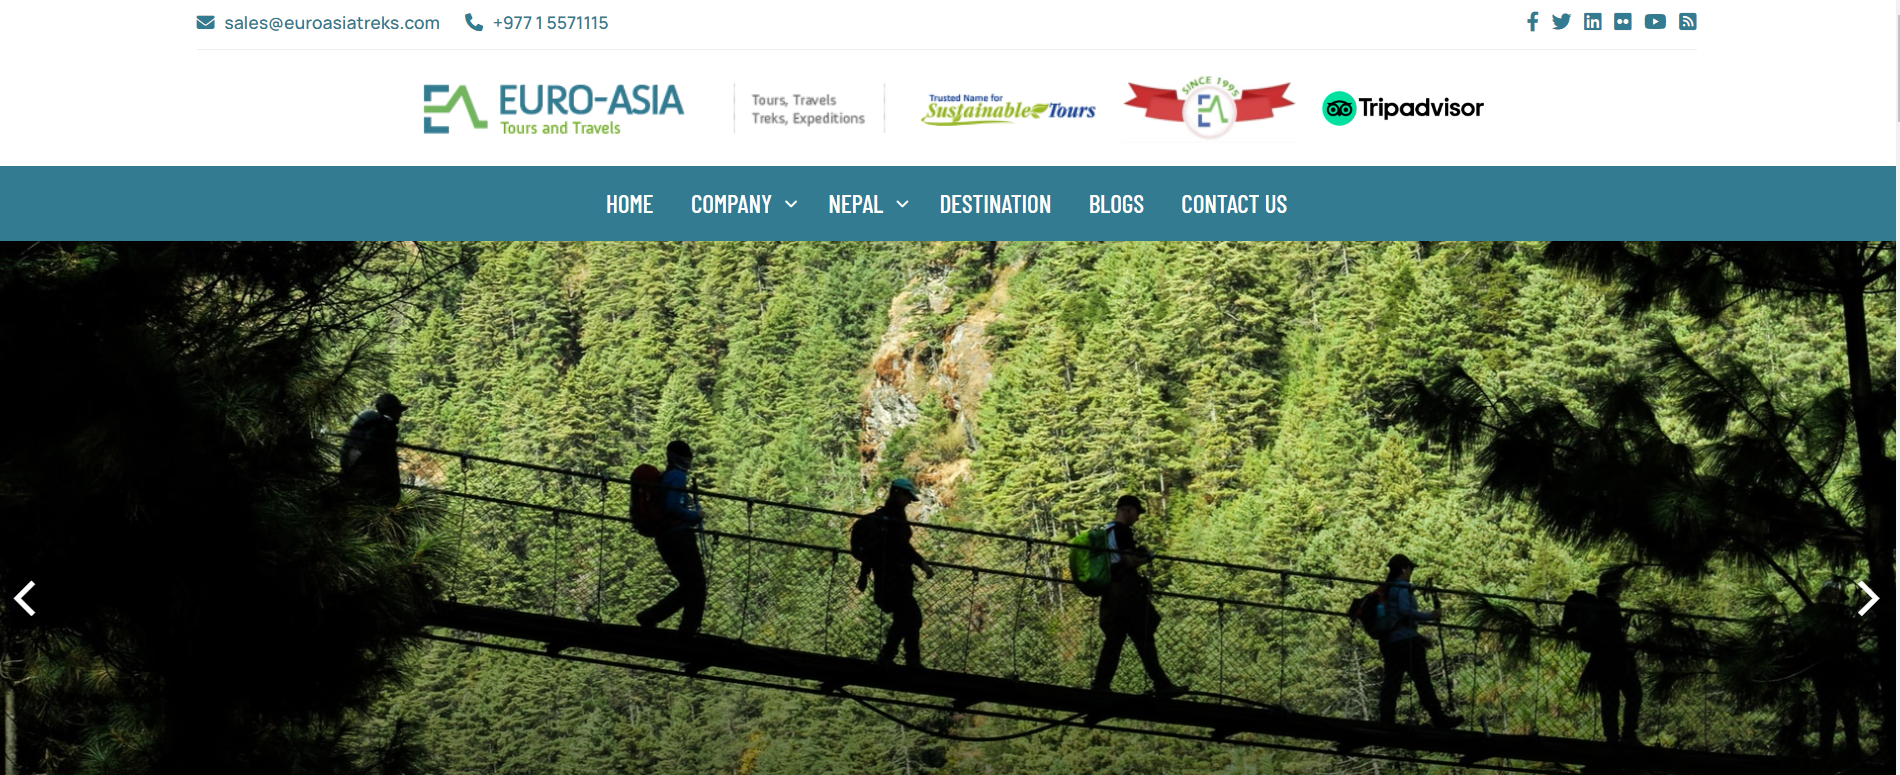 sales@euroasiatreks.com
+977 1 5571115
EURO-ASIA
Tours and Travels
Tours, Travels
Treks, Expeditions
Trusted Name for
Sustainable Tours
SINCE 1995
EA
Tripadvisor
HOME COMPANY NEPAL DESTINATION BLOGS CONTACT US